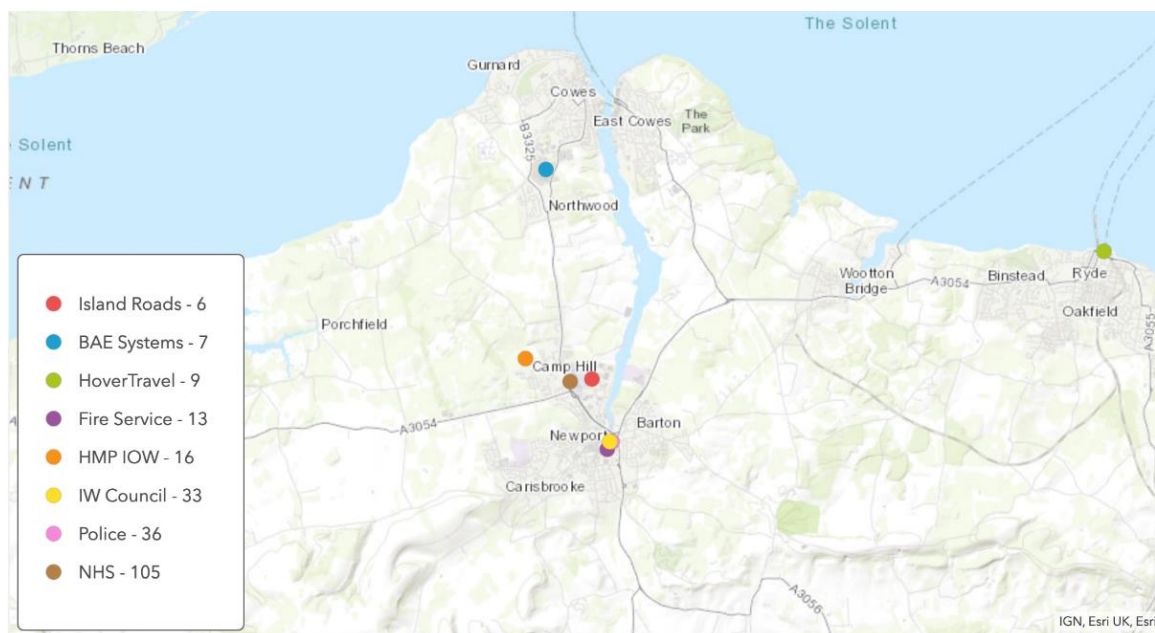 The Solent
Thorns Beach
Gurnard
Cowes
East Cowes
The
Park
B3325
Solent
ENT
Northwood
Wootton
Bridge
A3054
Binstead
Ryde
Oakfield
A3055
Porchfield
Camp Hill
A3054
Newport
Barton
Carisbrooke
A3056
Island Roads - 6
BAE Systems - 7
HoverTravel - 9
Fire Service - 13
HMP IOW - 16
IW Council - 33
Police - 36
NHS - 105
IGN, Esri UK, Esri